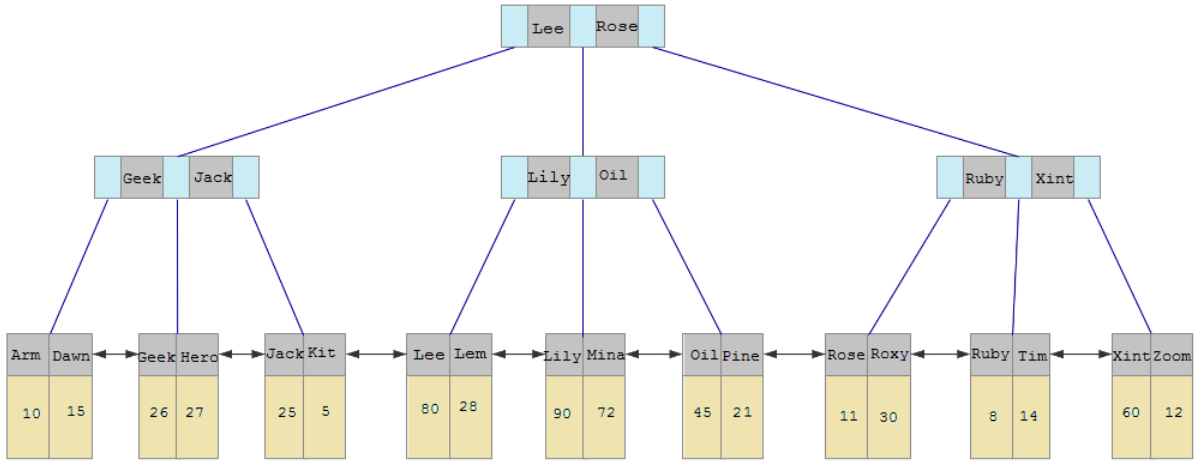 Lee Rose
Geek Jack Lily Oil Ruby Xint
Arm Dawn Geek Hero Jack Kit Lee Lem Lily Mina Oil Pine Rose Roxy Ruby Tim Xint Zoom
10 15 26 27 25 5 80 28 90 72 45 21 11 30 8 14 60 12